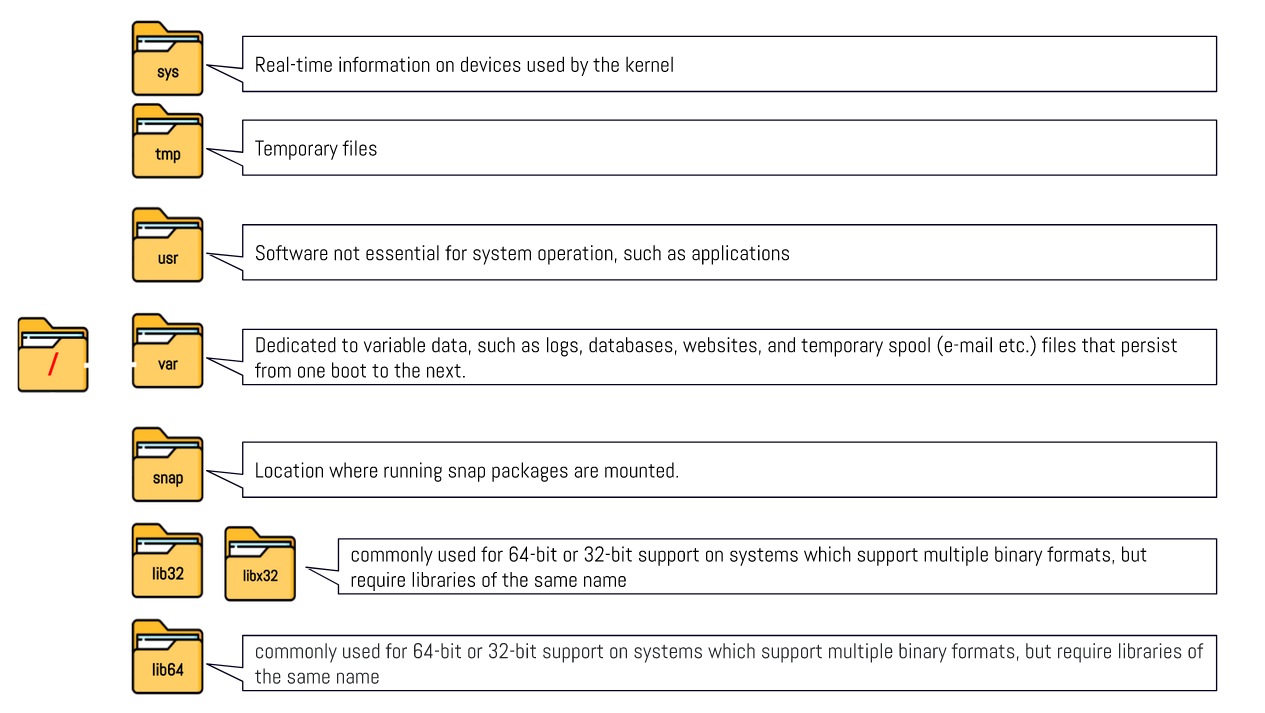 sys
Real-time information on devices used by the kernel
tmp
Temporary files
usr
Software not essential for system operation, such as applications
/
var
Dedicated to variable data, such as logs, databases, websites, and temporary spool (e-mail etc.) files that persist
from one boot to the next.
snap
Location where running snap packages are mounted.
lib32
libx32
commonly used for 64-bit or 32-bit support on systems which support multiple binary formats, but
require libraries of the same name
lib64
commonly used for 64-bit or 32-bit support on systems which support multiple binary formats, but require libraries of
the same name